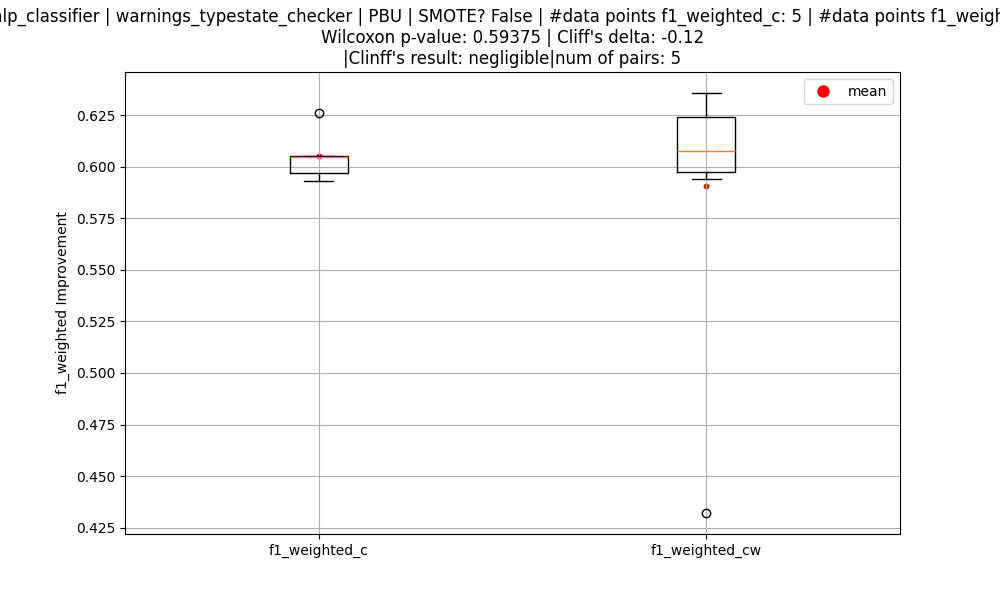 lp_classifier | warnings_typestate_checker | PBU | SMOTE? False | #data points f1_weighted_c: 5 | #data points f1_weigh
Wilcoxon p-value: 0.59375 | Cliff's delta: -0.12
|Clinff's result: negligible|num of pairs: 5
mean
0.625
0.600
0.575
0.550
0.525
0.500
0.475
0.450
0.425
f1_weighted Improvement
f1_weighted_c
f1_weighted_cw